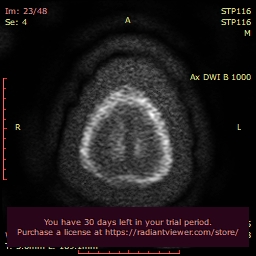 Im: 23/48
Se: 4
A
STP116
STP116
M
Ax DWI B 1000
R
L
You have 30 days left in your trial period.
Purchase a license at https://radiantviewer.com/store/